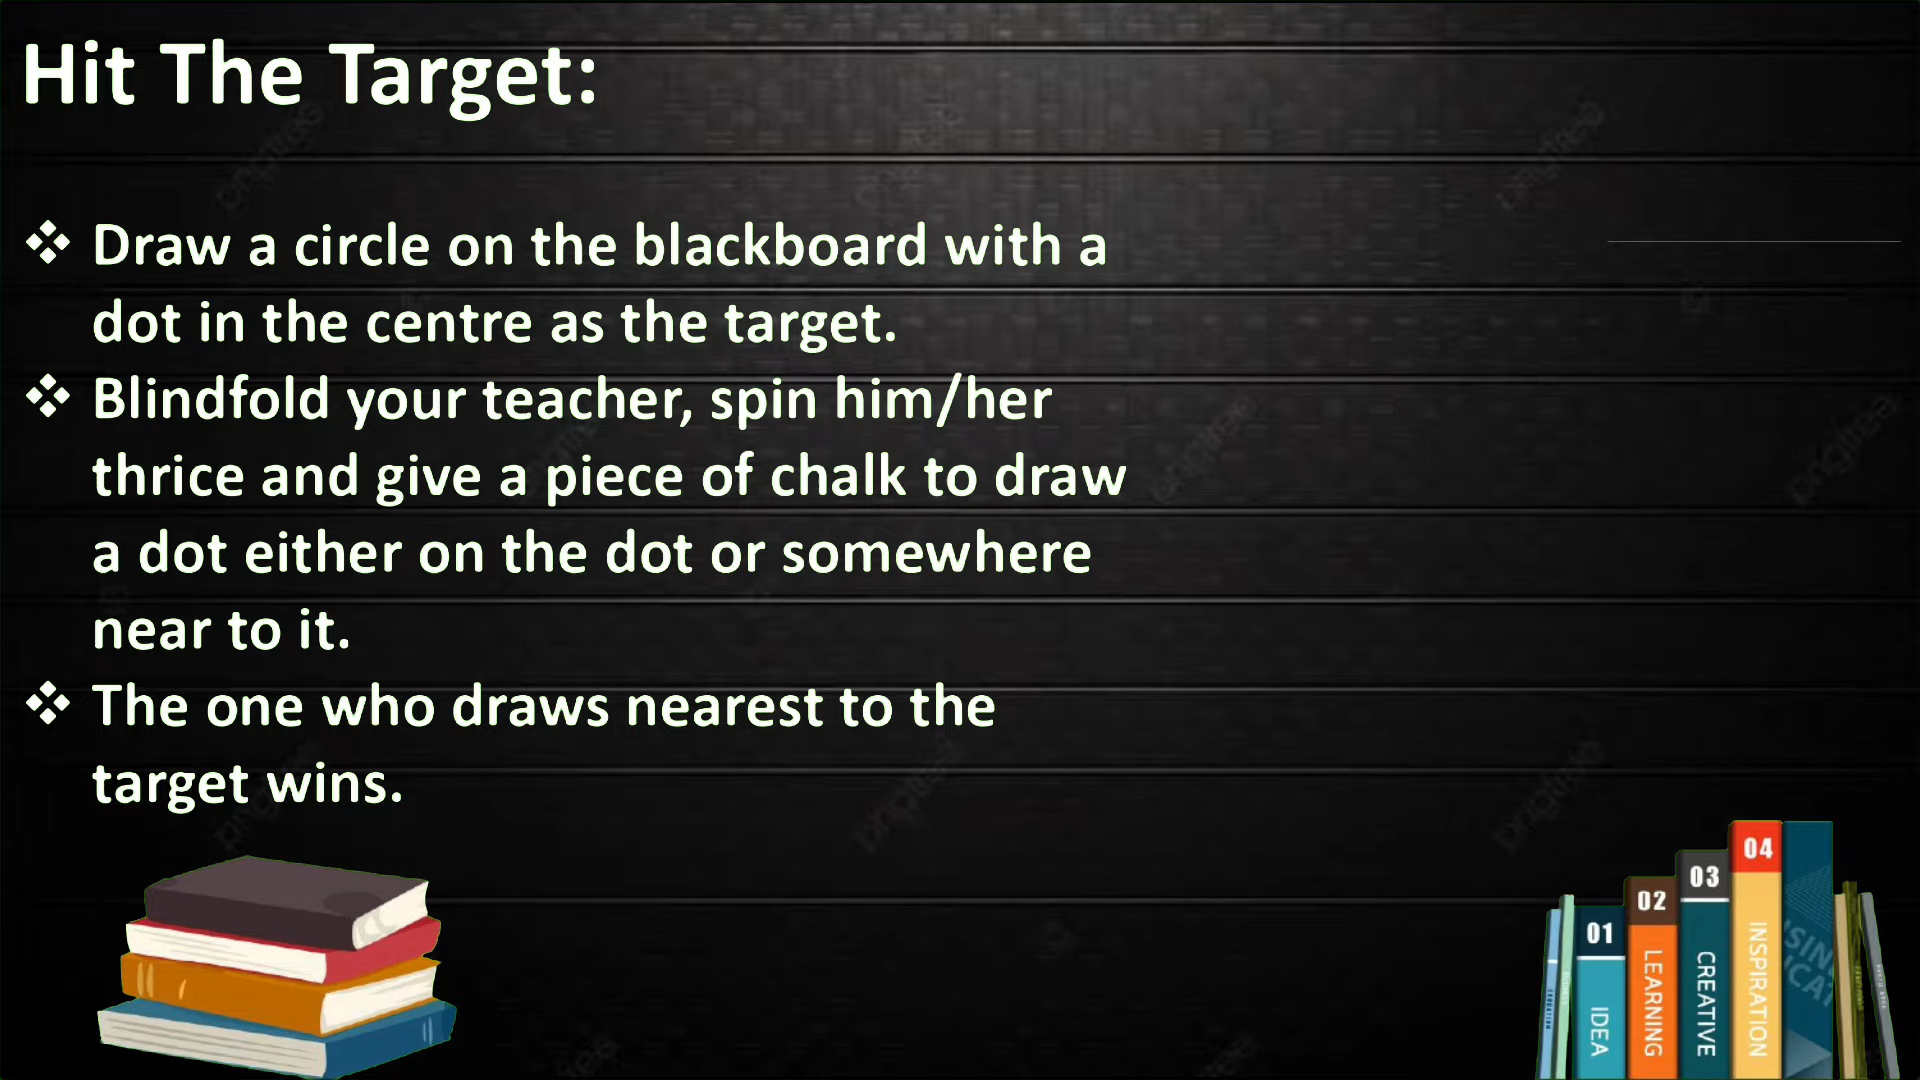 Hit The Target:
❖ Draw a circle on the blackboard with a
dot in the centre as the target.
❖ Blindfold your teacher, spin him/her
thrice and give a piece of chalk to draw
a dot either on the dot or somewhere
near to it.
❖ The one who draws nearest to the
target wins.
01 IDEA
02 LEARNING
03 CREATIVE
04 INSPIRATION